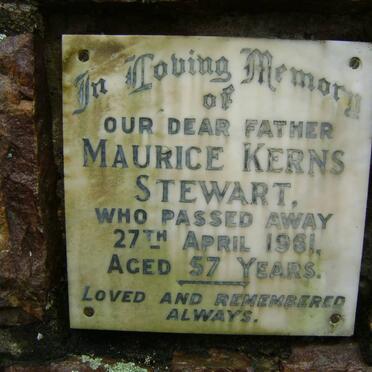 In Loving Memory
of
OUR DEAR FATHER
MAURICE KERNS
STEWART,
WHO PASSED AWAY
27TH APRIL 1961,
AGED 57 YEARS.
LOVED AND REMEMBERED
ALWAYS.